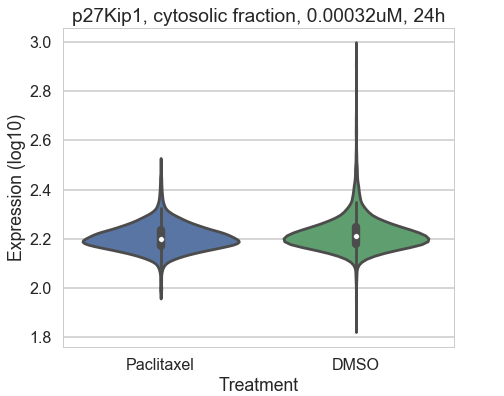 p27Kip1, cytosolic fraction, 0.00032uM, 24h
Expression (log10)
3.0
2.8
2.6
2.4
2.2
2.0
1.8
Paclitaxel
DMSO
Treatment